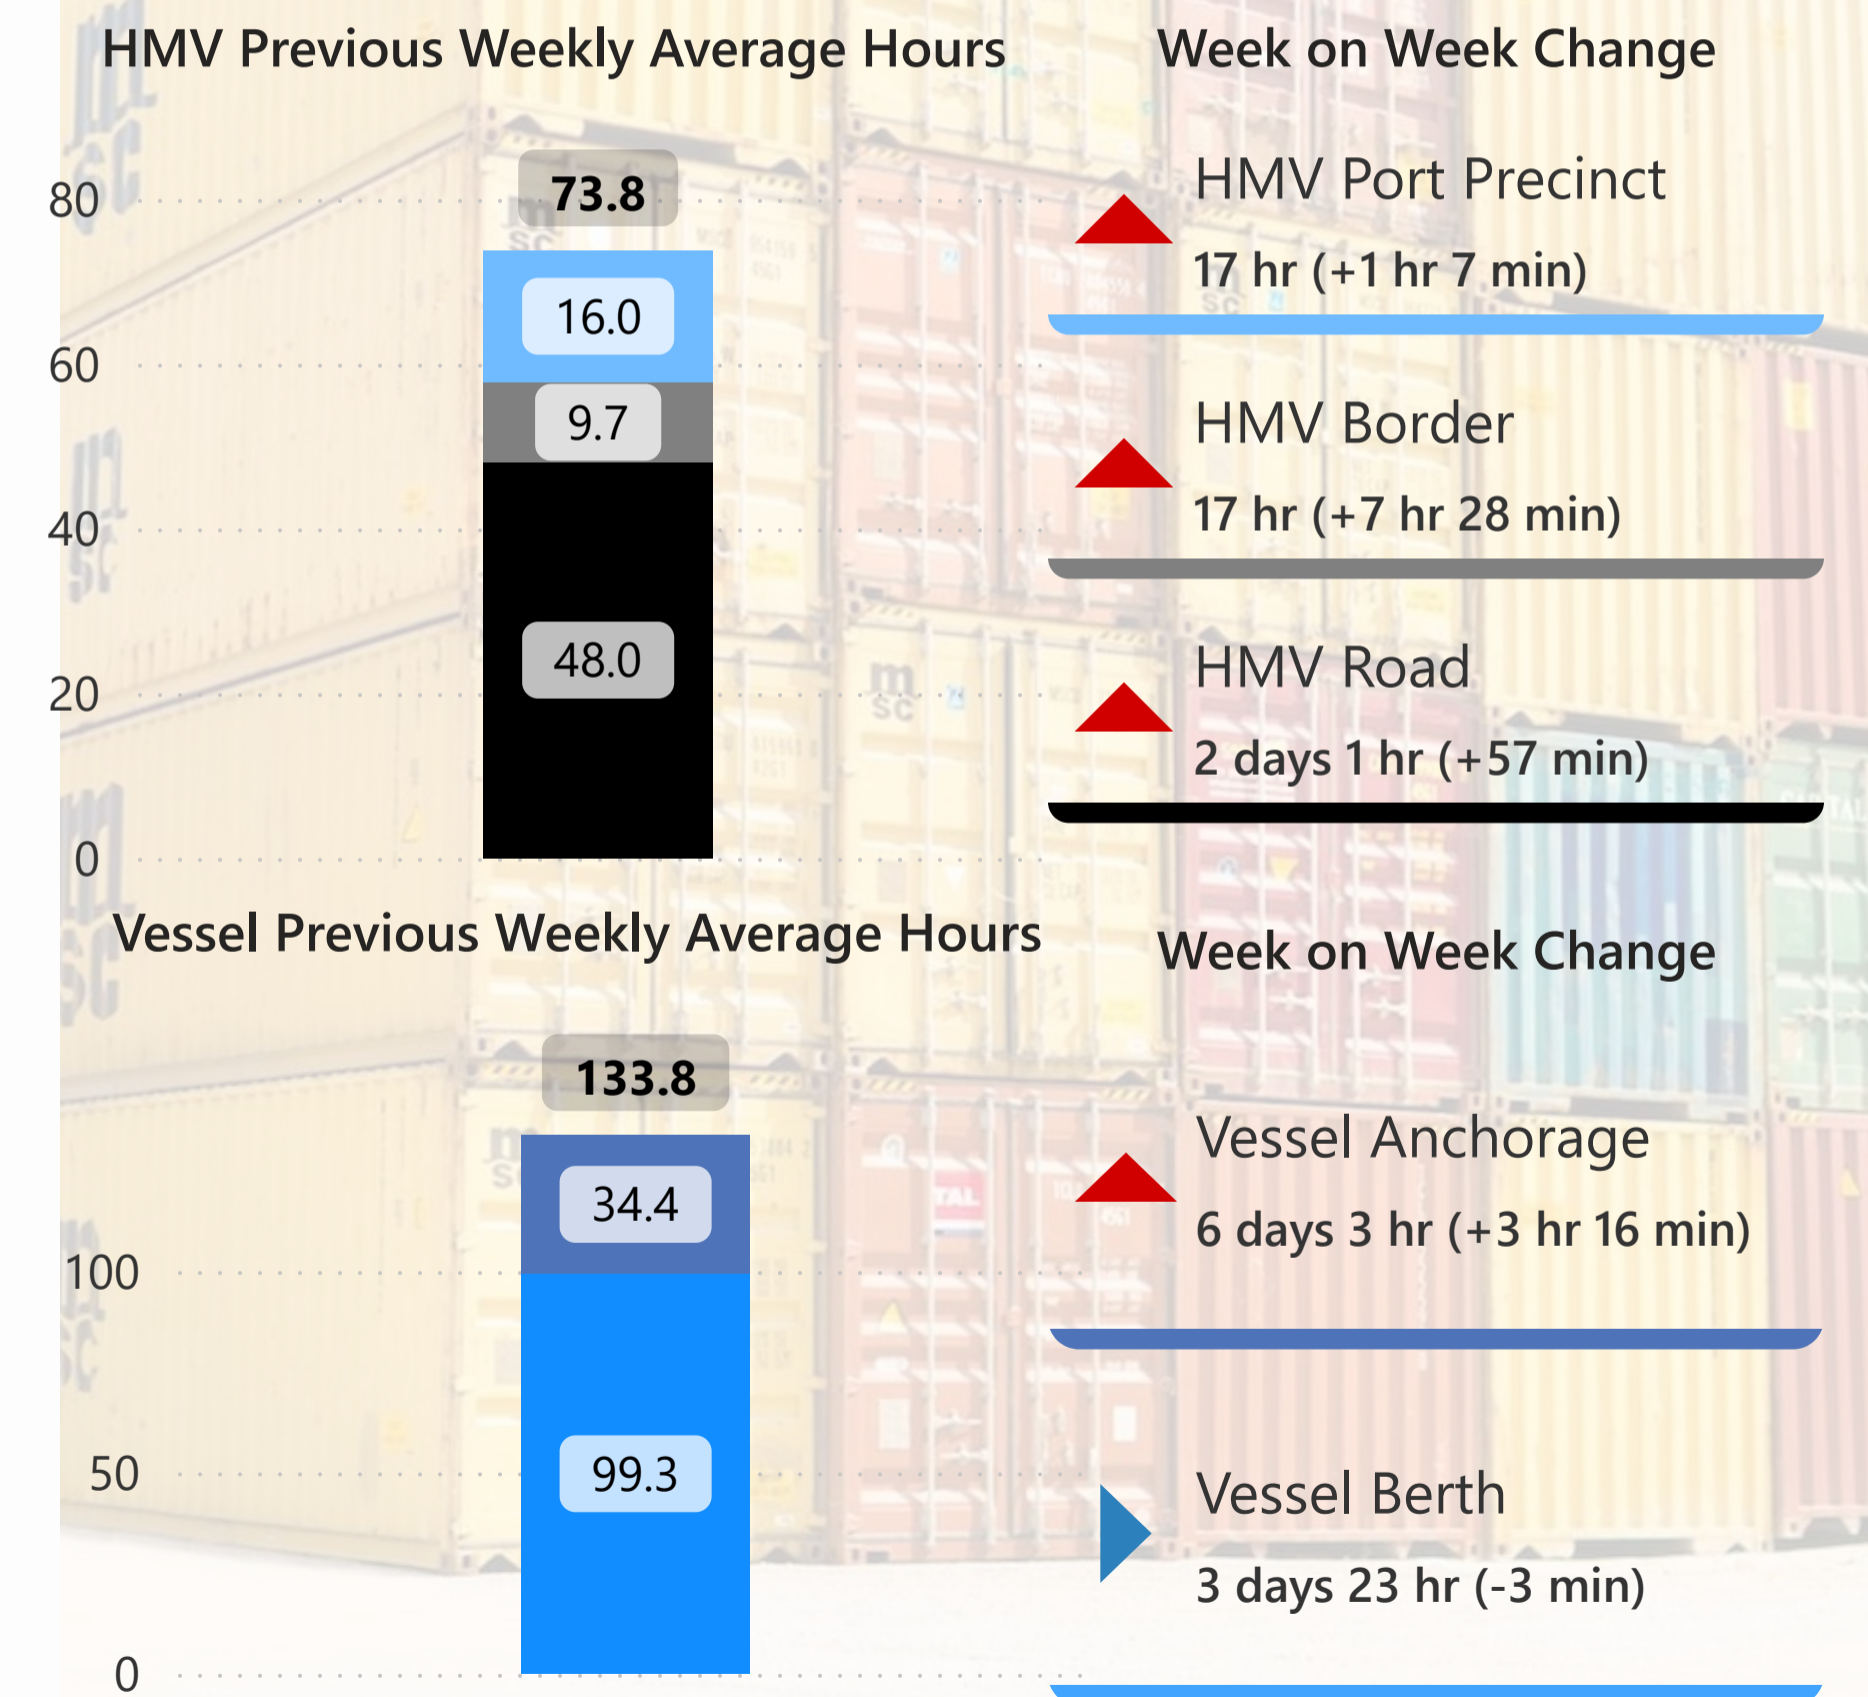 HMV Previous Weekly Average Hours
Week on Week Change
80
60
40
20
0
73.8
16.0
9.7
48.0
HMV Port Precinct
17 hr (+1 hr 7 min)
HMV Border
17 hr (+7 hr 28 min)
HMV Road
2 days 1 hr (+57 min)
Vessel Previous Weekly Average Hours
Week on Week Change
100
50
0
133.8
34.4
99.3
Vessel Anchorage
6 days 3 hr (+3 hr 16 min)
Vessel Berth
3 days 23 hr (-3 min)
msc
msc